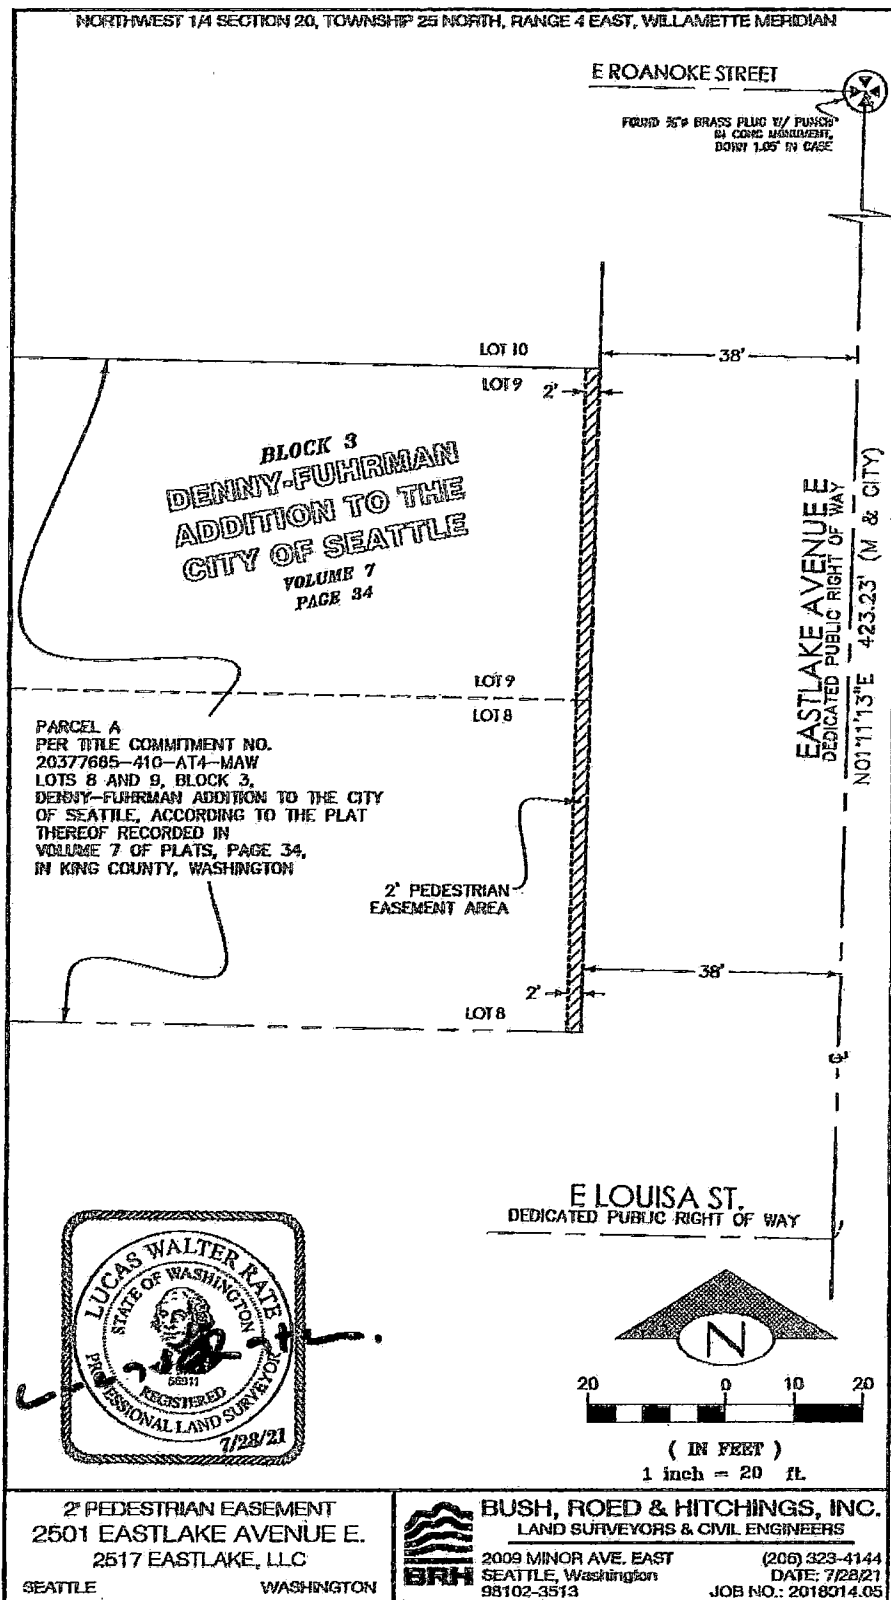 NORTHWEST 1/4 SECTION 20, TOWNSHIP 25 NORTH, RANGE 4 EAST, WILLAMETTE MERIDIAN
E ROANOKE STREET
FOUND BRASS PLUG W/ PUNCH
IN CONC MONUMENT,
DOWN 1.05' IN CASE
LOT 10
38'
LOT 9
2'
BLOCK 3
DENNY-FUHRMAN
ADDITION TO THE
CITY OF SEATTLE
VOLUME 7
PAGE 34
EASTLAKE AVENUE E
DEDICATED PUBLIC RIGHT OF WAY
N01°11'13"E 423.23' (M & CITY)
LOT 9
LOT 8
PARCEL A
PER TITLE COMMITMENT NO.
20377685-410-AT4-MAW
LOTS 8 AND 9, BLOCK 3,
DENNY-FUHRMAN ADDITION TO THE CITY
OF SEATTLE, ACCORDING TO THE PLAT
THEREOF RECORDED IN
VOLUME 7 OF PLATS, PAGE 34,
IN KING COUNTY, WASHINGTON
2' PEDESTRIAN
EASEMENT AREA
38'
2'
LOT 8
E LOUISA ST.
DEDICATED PUBLIC RIGHT OF WAY
LUCAS WALTER RATE
STATE OF WASHINGTON
REGISTERED
PROFESSIONAL LAND SURVEYOR
7/28/21
N
20 0 10 20
( IN FEET )
1 inch = 20 ft.
2' PEDESTRIAN EASEMENT
2501 EASTLAKE AVENUE E.
2517 EASTLAKE, LLC
SEATTLE WASHINGTON
BRH
BUSH, ROED & HITCHINGS, INC.
LAND SURVEYORS & CIVIL ENGINEERS
2009 MINOR AVE. EAST (206) 323-4144
SEATTLE, Washington DATE: 7/28/21
98102-3513 JOB NO.: 2018014.05